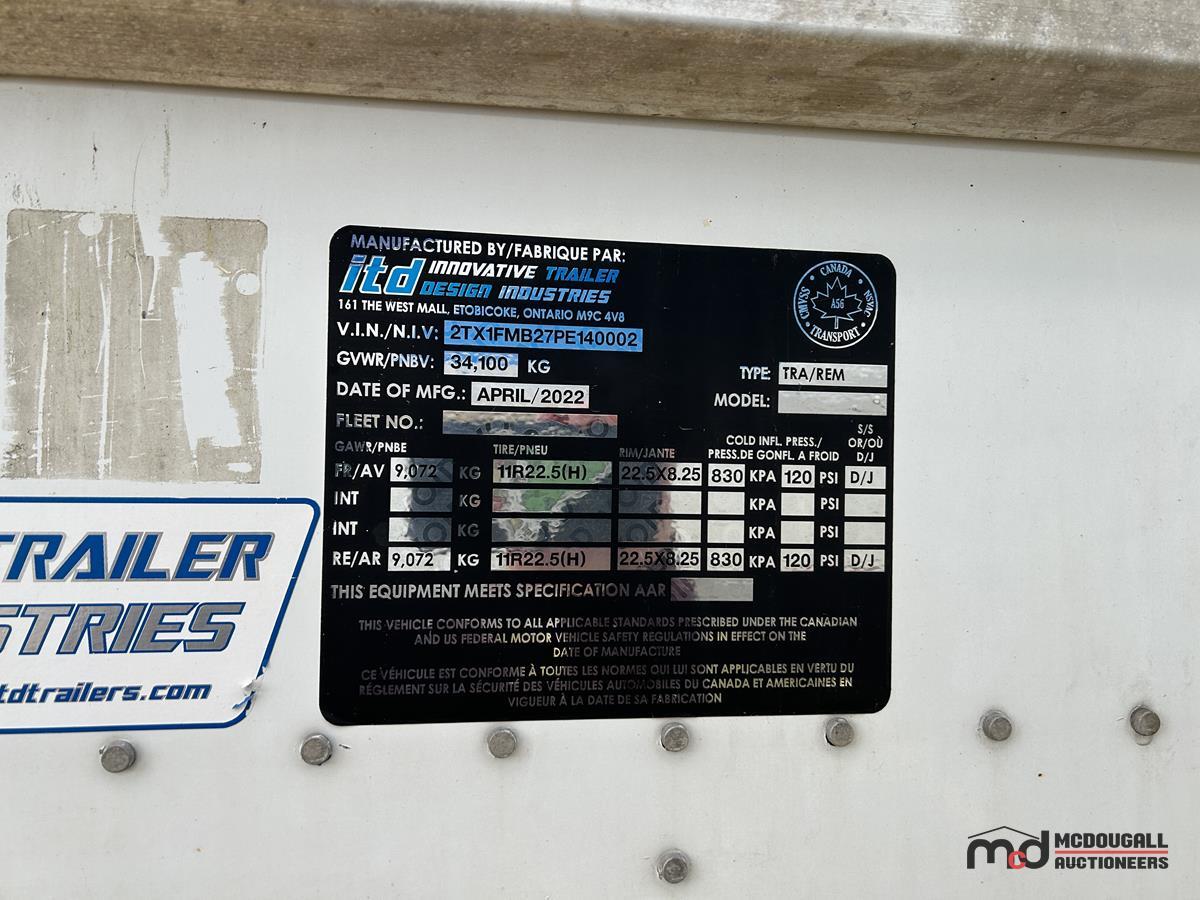 MANUFACTURED BY/FABRIQUE PAR:
itd INNOVATIVE TRAILER
DESIGN INDUSTRIES
161 THE WEST MALL, ETOBICOKE, ONTARIO M9C 4V8
V.I.N./N.I.V: 2TX1FMB27PE140002
GVWR/PNBV: 34,100 KG
DATE OF MFG.: APRIL/2022
FLEET NO.:
CANADA
CMVSS A56 NSVAC
TRANSPORT
TYPE: TRA/REM
MODEL:
GAWR/PNBE TIRE/PNEU RIM/JANTE COLD INFL. PRESS./ PRESS.DE GONFL. A FROID S/S OR/OÙ D/J
FR/AV 9,072 KG 11R22.5(H) 22.5X8.25 830 KPA 120 PSI D/J
INT KG KPA PSI
INT KG KPA PSI
RE/AR 9,072 KG 11R22.5(H) 22.5X8.25 830 KPA 120 PSI D/J
THIS EQUIPMENT MEETS SPECIFICATION AAR
THIS VEHICLE CONFORMS TO ALL APPLICABLE STANDARDS PRESCRIBED UNDER THE CANADIAN
AND US FEDERAL MOTOR VEHICLE SAFETY REGULATIONS IN EFFECT ON THE
DATE OF MANUFACTURE
CE VÉHICULE EST CONFORME À TOUTES LES NORMES QUI LUI SONT APPLICABLES EN VERTU DU
RÉGLEMENT SUR LA SÉCURITÉ DES VÉHICULES AUTOMOBILES DU CANADA ET AMERICAINES EN
VIGUEUR À LA DATE DE SA FABRICATION
TRAILER
STRIES
tdtrailers.com
mcd MCDOUGALL
AUCTIONEERS